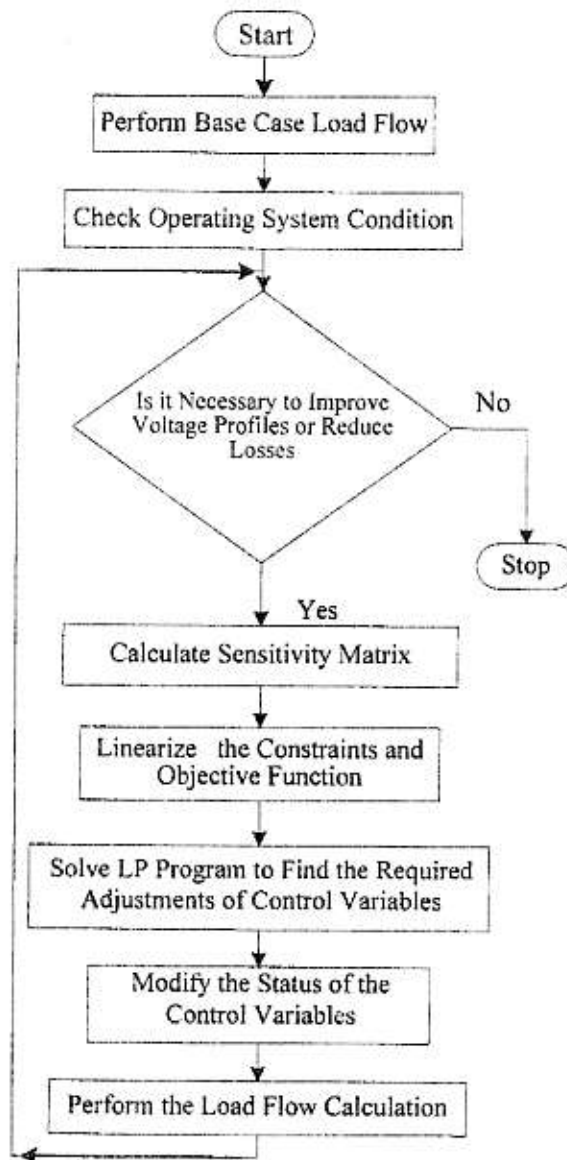 Start
Perform Base Case Load Flow
Check Operating System Condition
Is it Necessary to Improve
Voltage Profiles or Reduce
Losses
No
Stop
Yes
Calculate Sensitivity Matrix
Linearize the Constraints and
Objective Function
Solve LP Program to Find the Required
Adjustments of Control Variables
Modify the Status of the
Control Variables
Perform the Load Flow Calculation